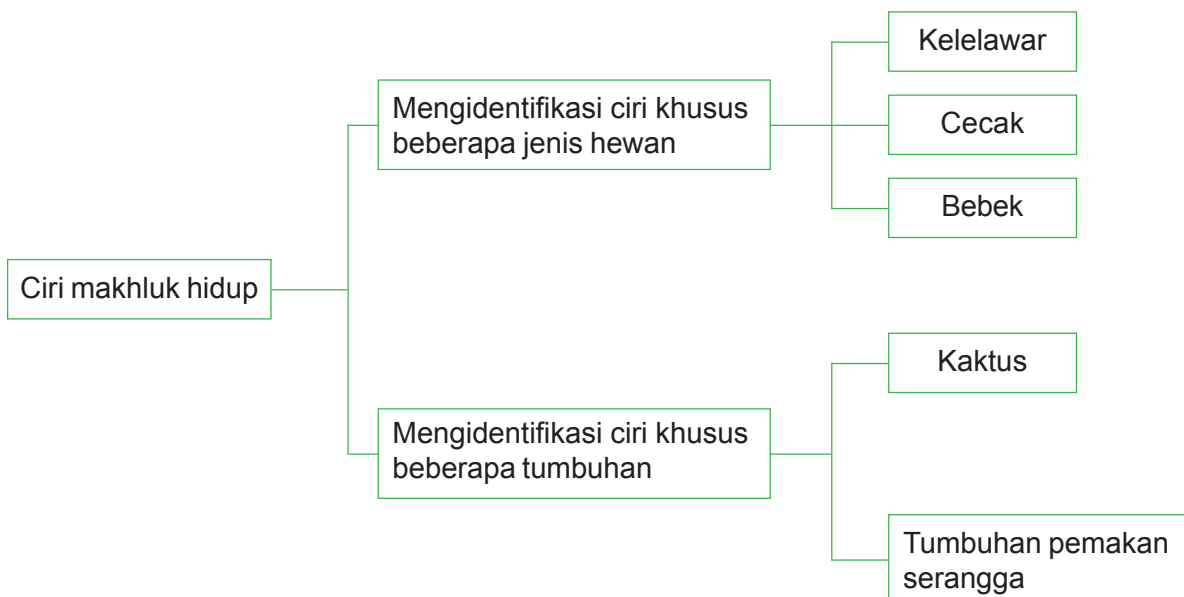 Ciri makhluk hidup
Mengidentifikasi ciri khusus
beberapa jenis hewan
Kelelawar
Cecak
Bebek
Mengidentifikasi ciri khusus
beberapa tumbuhan
Kaktus
Tumbuhan pemakan
serangga